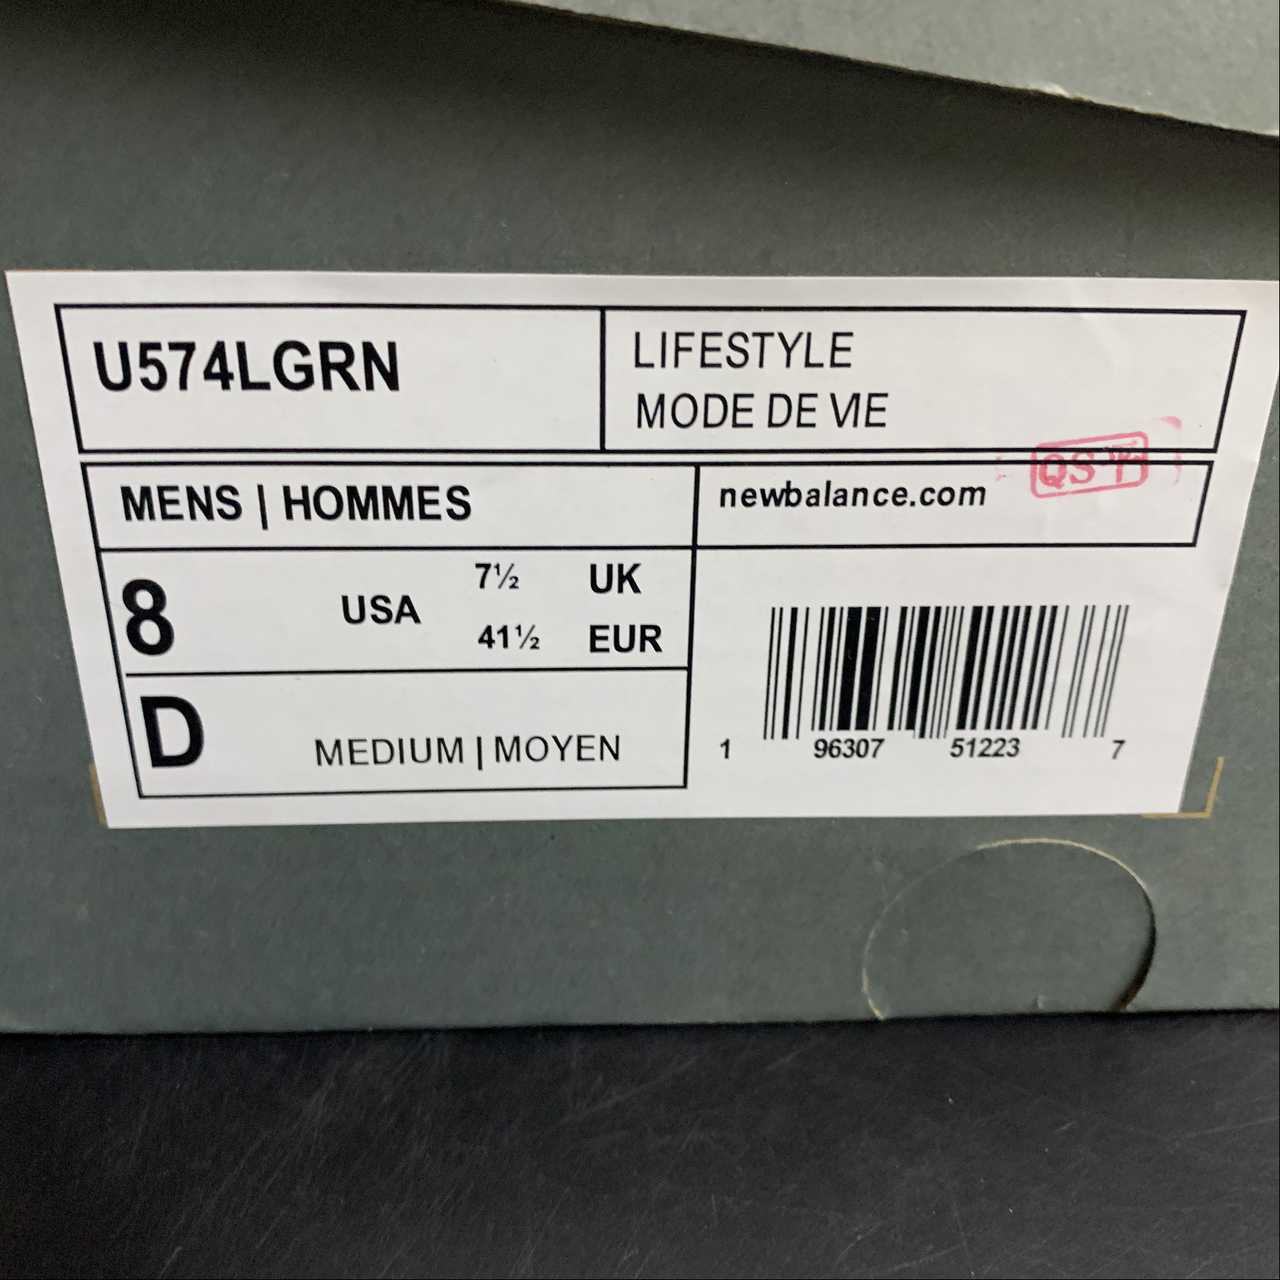 U574LGRN
LIFESTYLE
MODE DE VIE
MENS | HOMMES
newbalance.com
8 USA
7½ UK
41½ EUR
D
MEDIUM | MOYEN
1 96307 51223 7